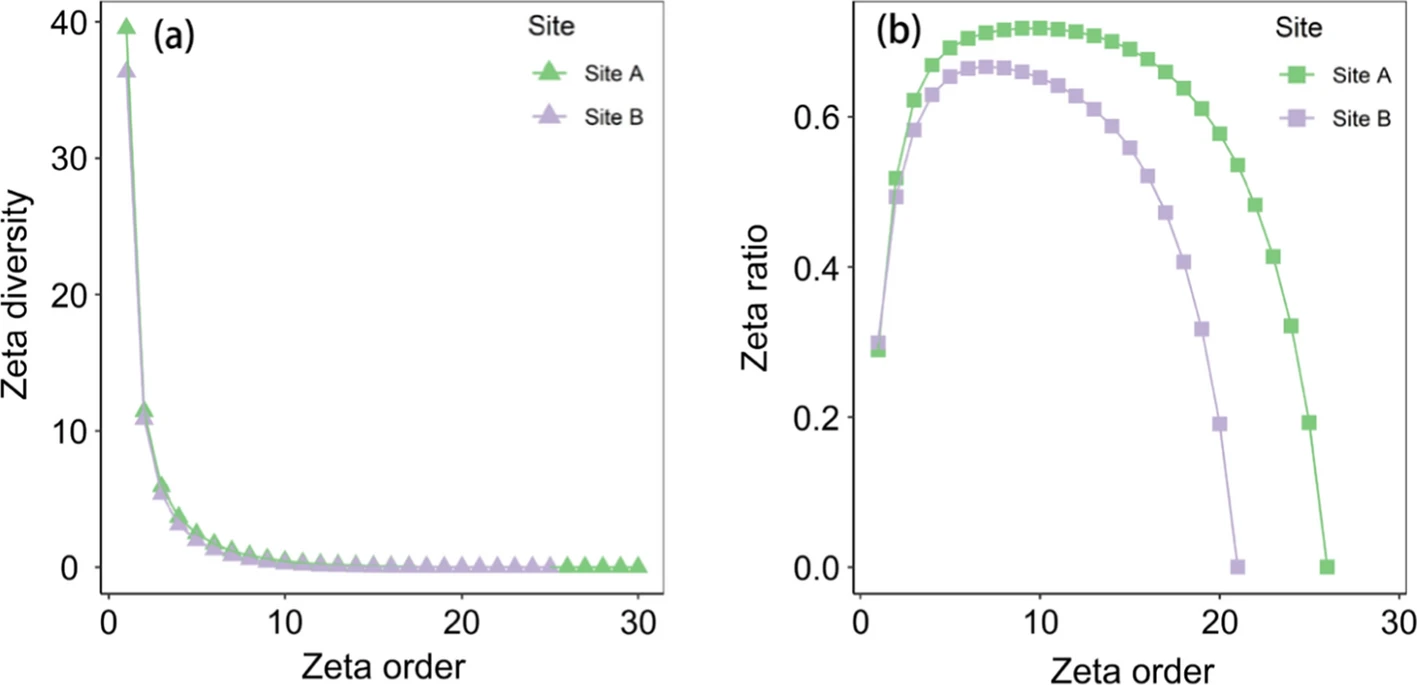 (a)
Site
Site A
Site B
Zeta diversity
40
30
20
10
0
0 10 20 30
Zeta order
(b)
Site
Site A
Site B
Zeta ratio
0.6
0.4
0.2
0.0
0 10 20 30
Zeta order